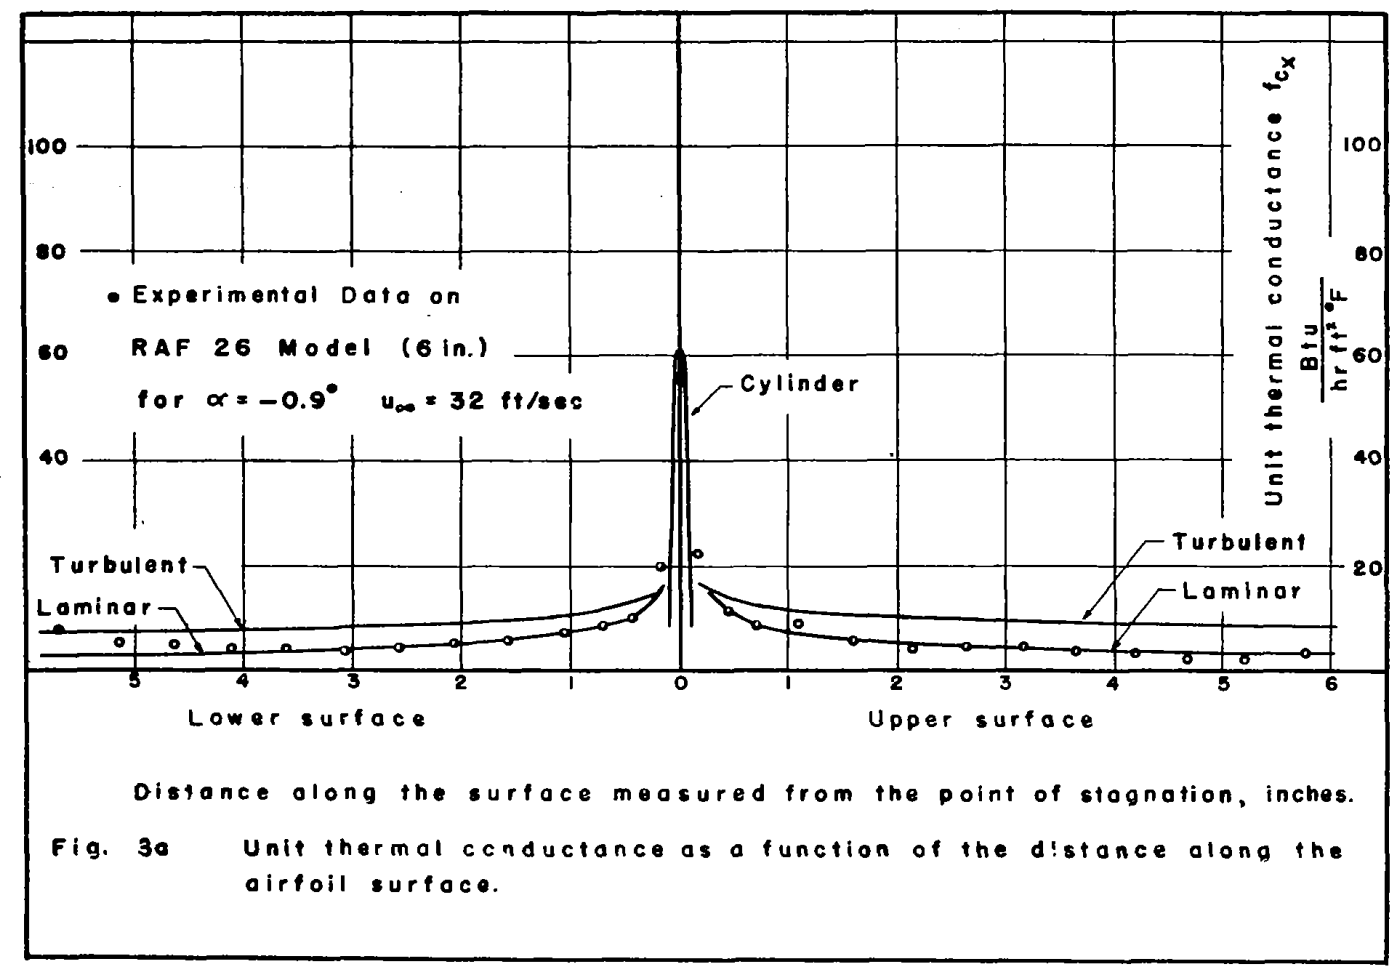 100
80
60
40
● Experimental Data on
RAF 26 Model (6 in.)
for α = −0.9° u∞ = 32 ft/sec
Cylinder
Unit thermal conductance fcx
Btu
hr ft² °F
100
80
60
40
20
Turbulent
Laminar
Turbulent
Laminar
5 4 3 2 1 0 1 2 3 4 5 6
Lower surface Upper surface
Distance along the surface measured from the point of stagnation, inches.
Fig. 3a Unit thermal conductance as a function of the distance along the
airfoil surface.